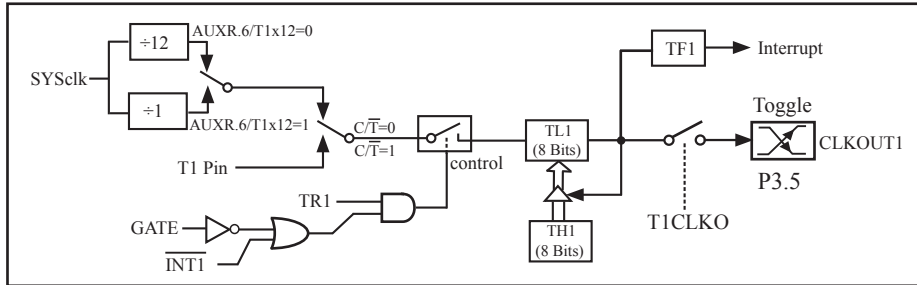 AUXR.6/T1x12=0
÷12
SYSclk
÷1
AUXR.6/T1x12=1
T1 Pin
C/T̅=0
C/T̅=1
control
TR1
GATE
I̅N̅T̅1̅
TL1
(8 Bits)
TH1
(8 Bits)
TF1
Interrupt
Toggle
CLKOUT1
P3.5
T1CLKO